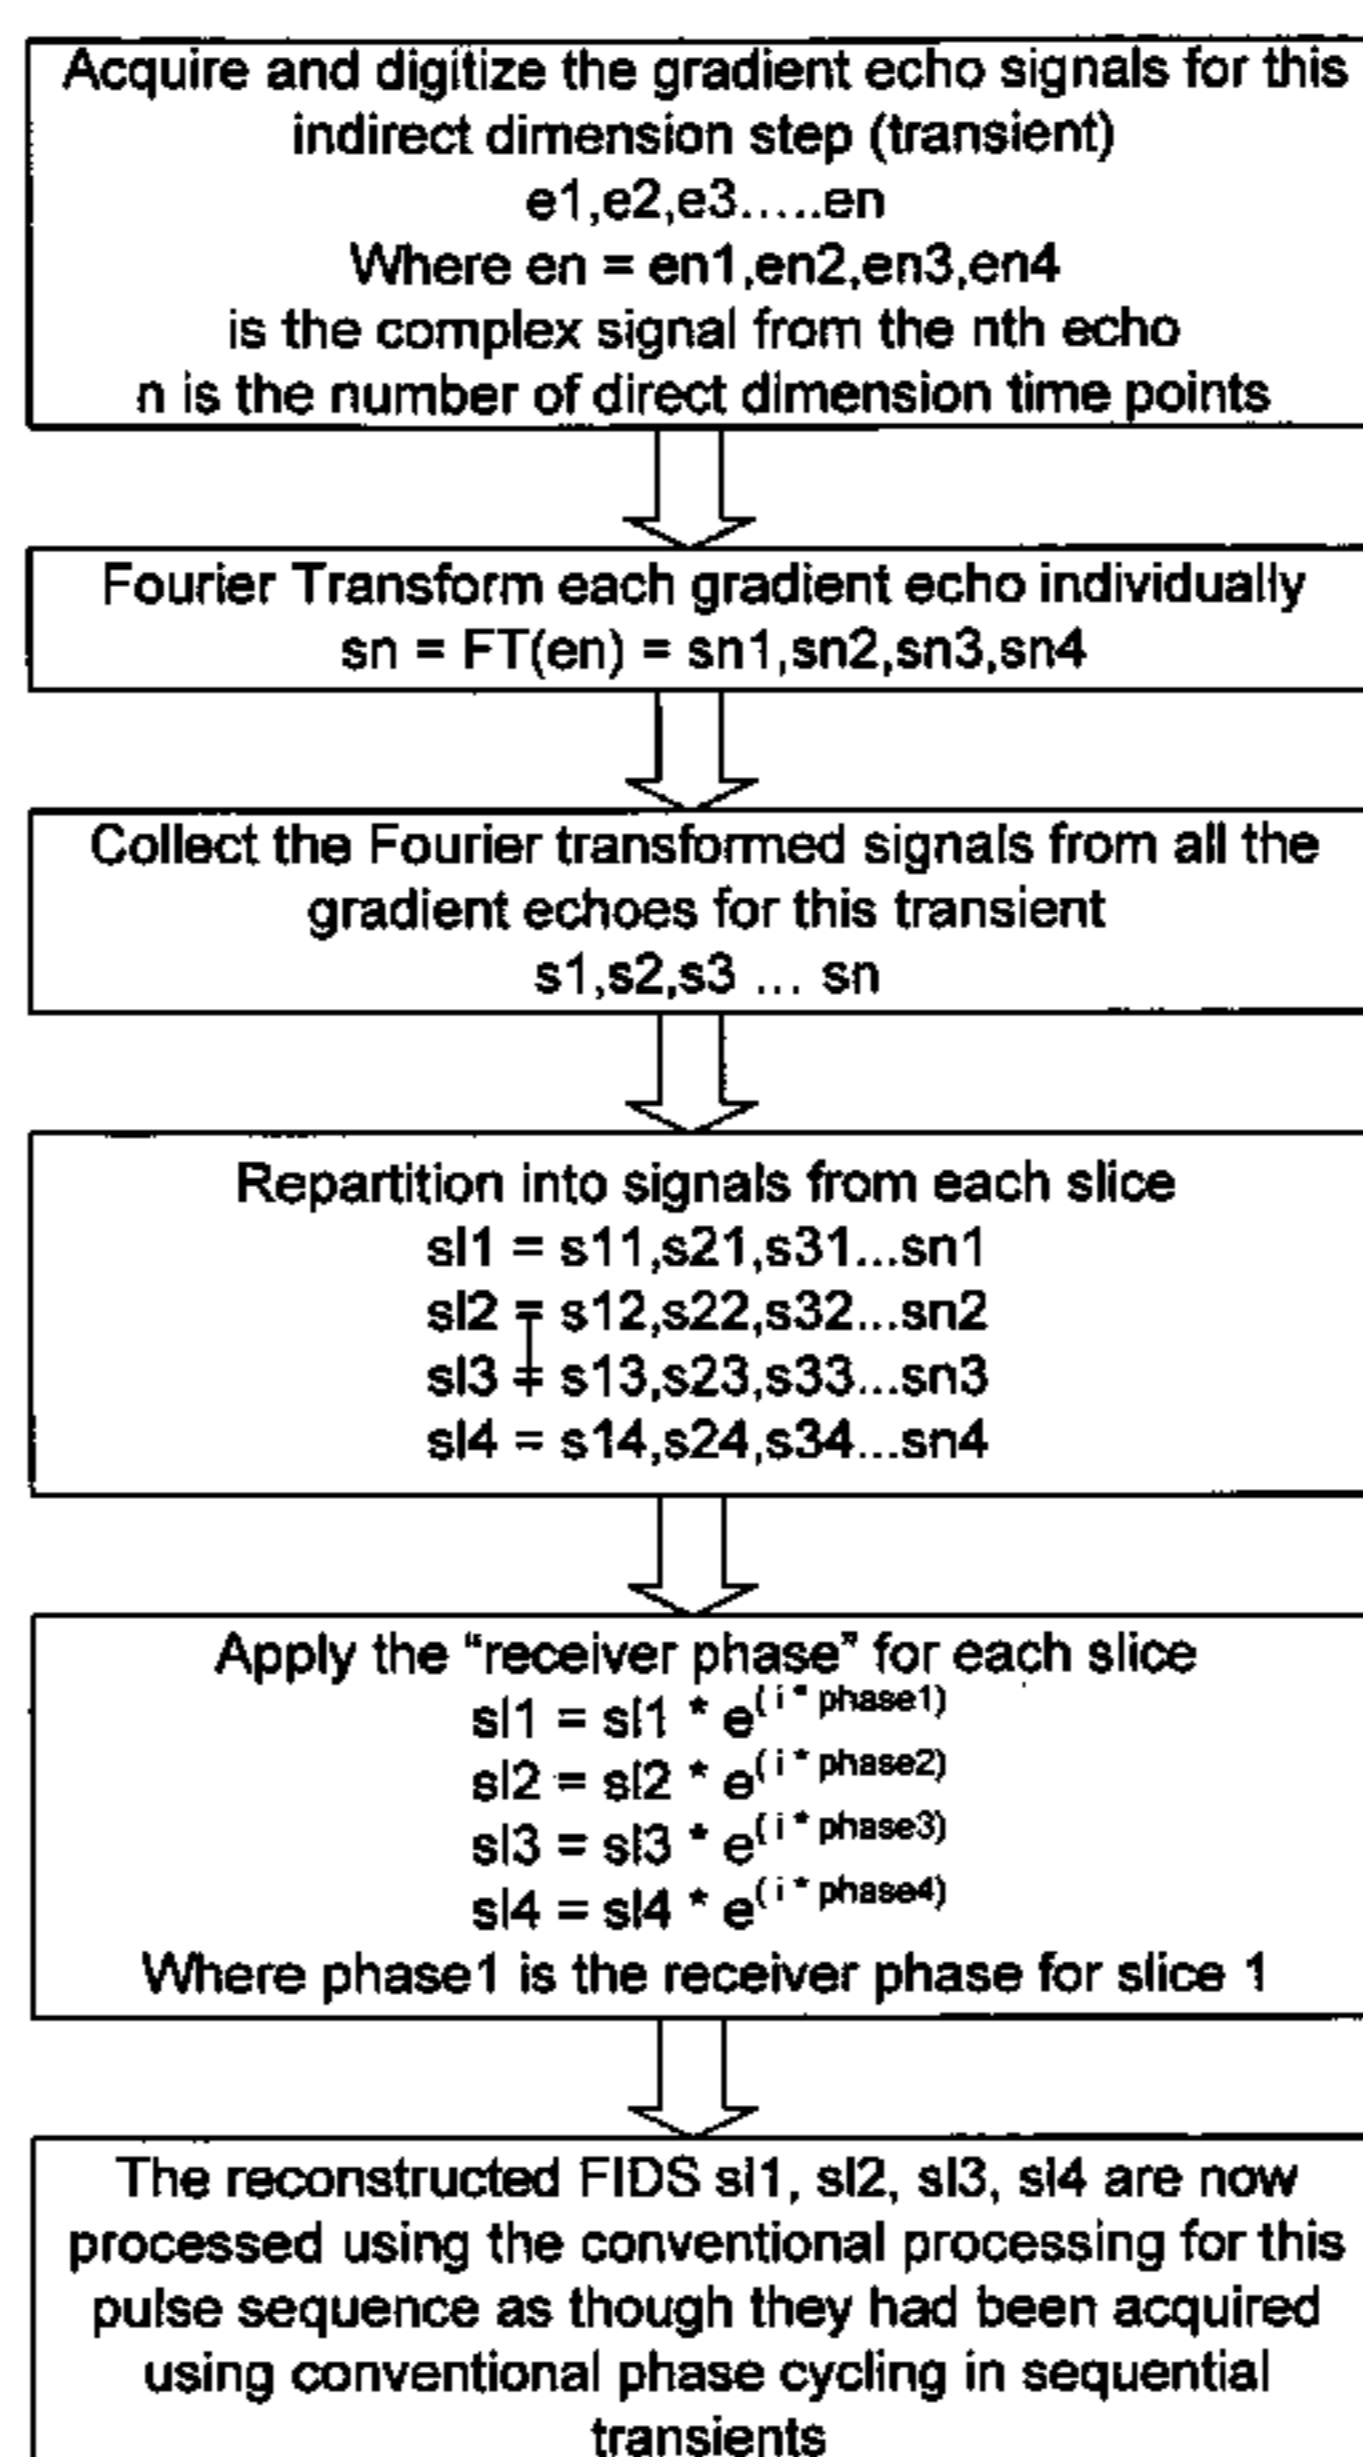 Acquire and digitize the gradient echo signals for this
indirect dimension step (transient)
e1,e2,e3.....en
Where en = en1,en2,en3,en4
is the complex signal from the nth echo
n is the number of direct dimension time points
Fourier Transform each gradient echo individually
sn = FT(en) = sn1,sn2,sn3,sn4
Collect the Fourier transformed signals from all the
gradient echoes for this transient
s1,s2,s3 ... sn
Repartition into signals from each slice
sl1 = s11,s21,s31...sn1
sl2 = s12,s22,s32...sn2
sl3 = s13,s23,s33...sn3
sl4 = s14,s24,s34...sn4
Apply the “receiver phase” for each slice
sl1 = sl1 * e^(i * phase1)
sl2 = sl2 * e^(i * phase2)
sl3 = sl3 * e^(i * phase3)
sl4 = sl4 * e^(i * phase4)
Where phase1 is the receiver phase for slice 1
The reconstructed FIDS sl1, sl2, sl3, sl4 are now
processed using the conventional processing for this
pulse sequence as though they had been acquired
using conventional phase cycling in sequential
transients